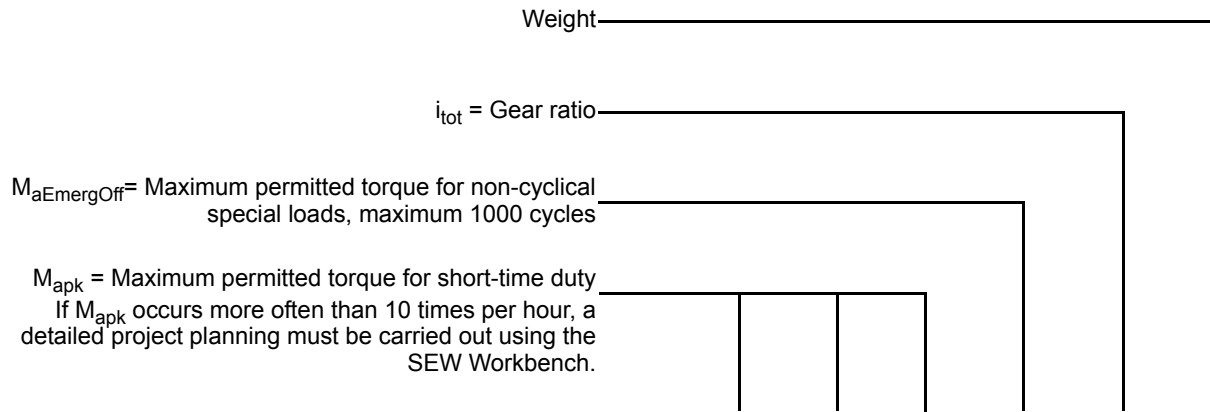 Weight
i_tot = Gear ratio
M_aEmergOff= Maximum permitted torque for non-cyclical
special loads, maximum 1000 cycles
M_apk = Maximum permitted torque for short-time duty
If M_apk occurs more often than 10 times per hour, a
detailed project planning must be carried out using the
SEW Workbench.